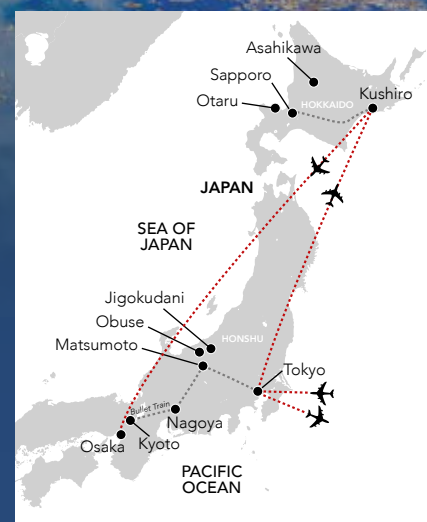 Asahikawa
Sapporo
Kushiro
Otaru
HOKKAIDO
JAPAN
SEA OF
JAPAN
Jigokudani
Obuse
HONSHU
Matsumoto
Tokyo
Bullet Train
Nagoya
Osaka
Kyoto
PACIFIC
OCEAN